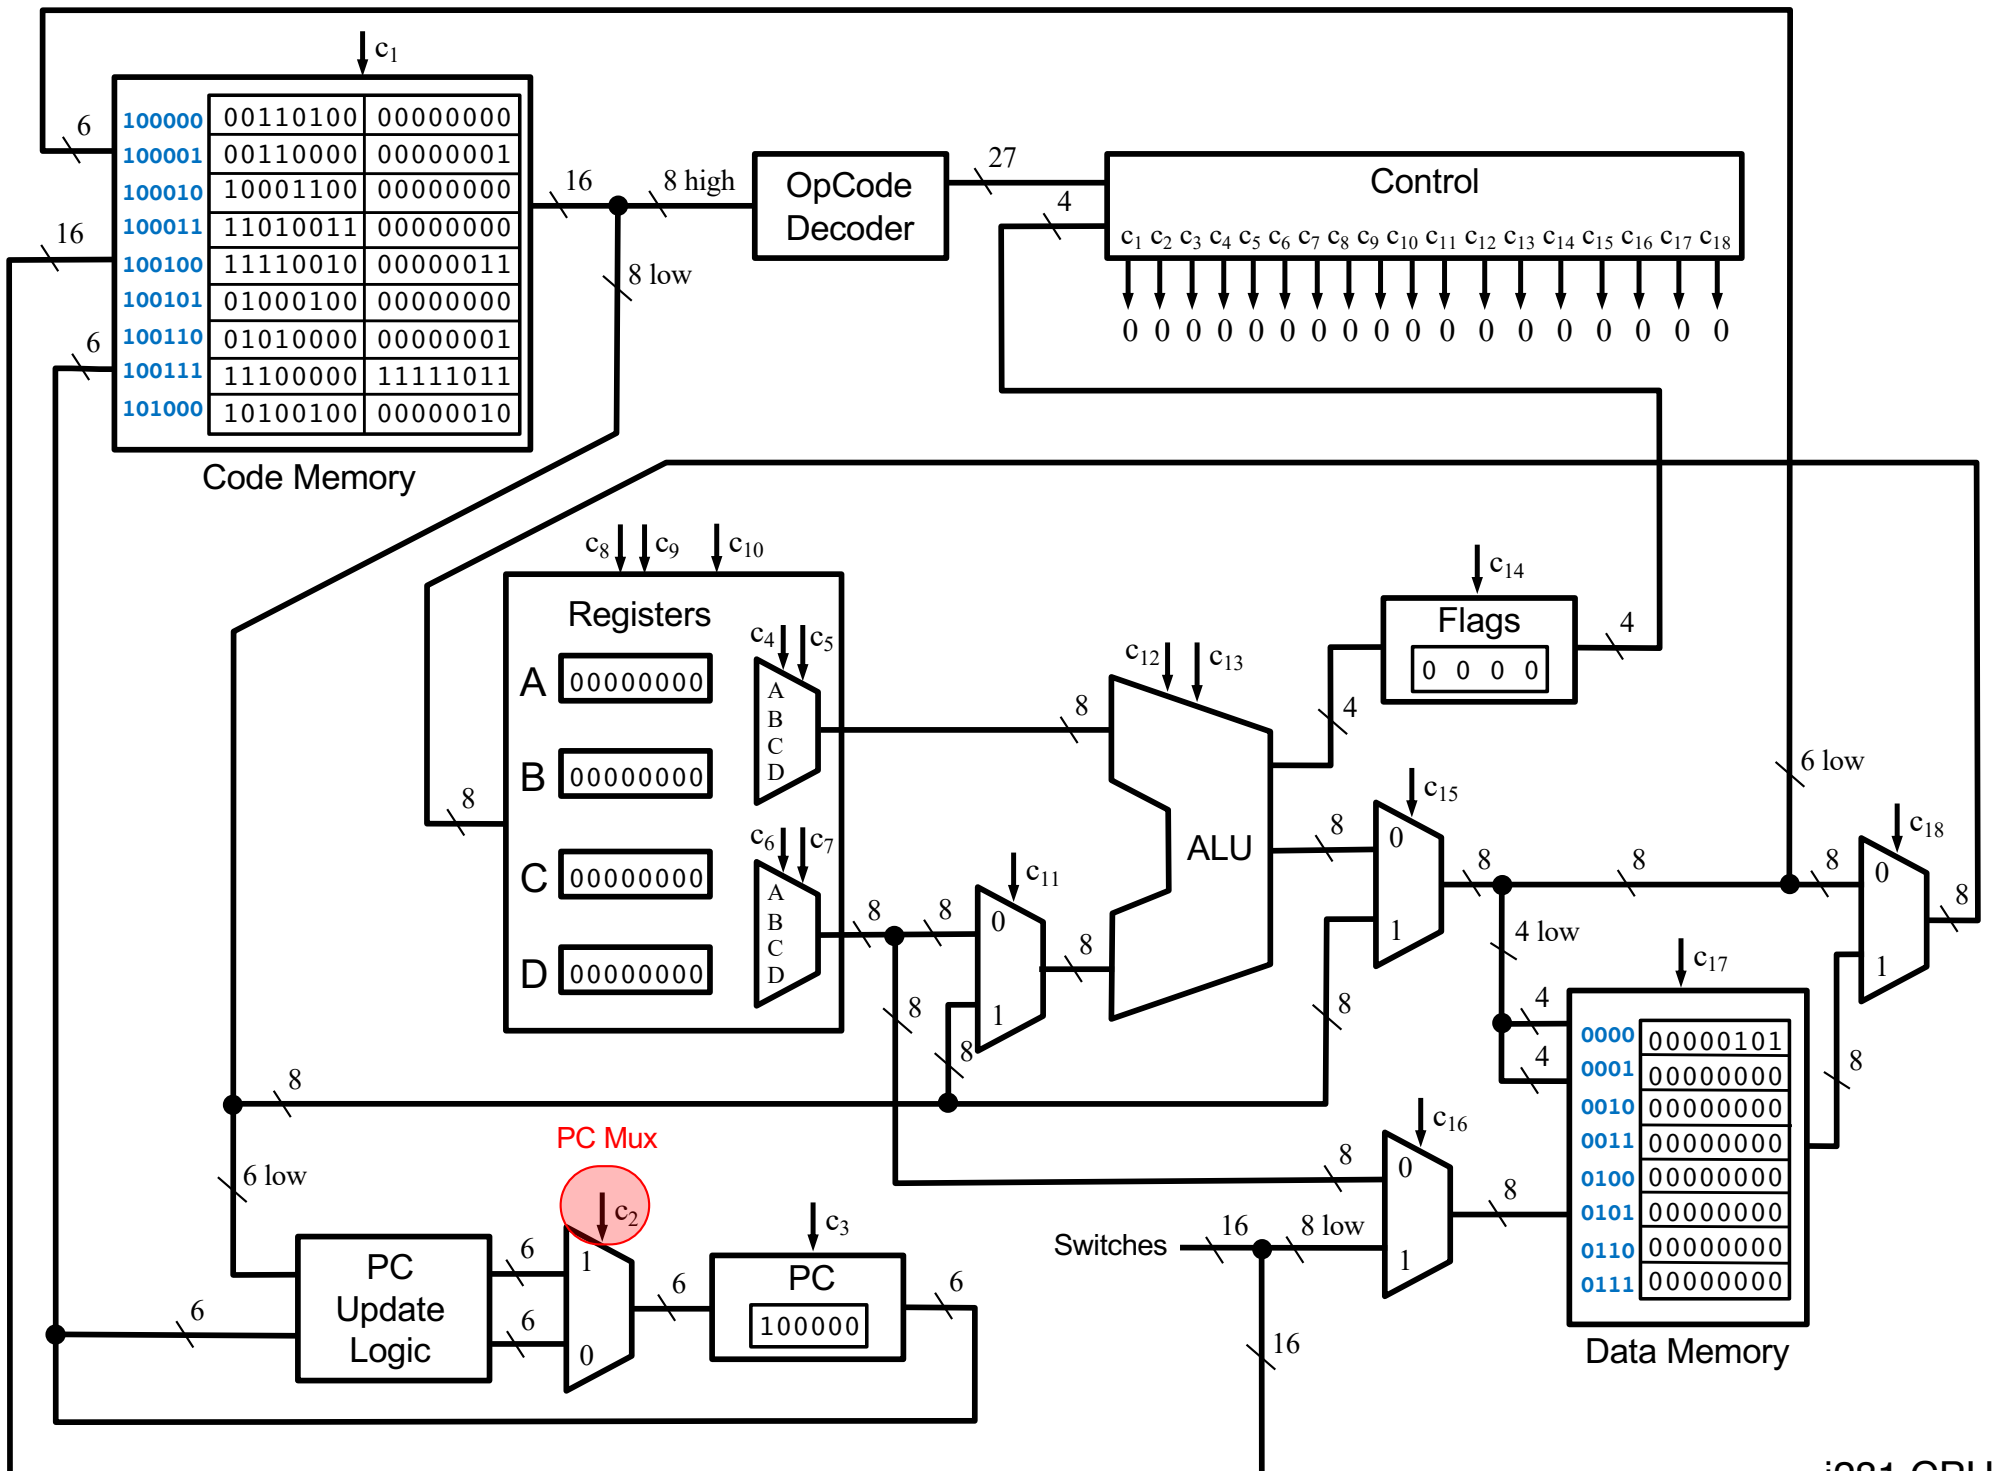 c1
100000 00110100 00000000
100001 00110000 00000001
100010 10001100 00000000
100011 11010011 00000000
100100 11110010 00000011
100101 01000100 00000000
100110 01010000 00000001
100111 11100000 11111011
101000 10100100 00000010
Code Memory
6
16
6
16
8 high
8 low
OpCode
Decoder
27
4
Control
c1 c2 c3 c4 c5 c6 c7 c8 c9 c10 c11 c12 c13 c14 c15 c16 c17 c18
0 0 0 0 0 0 0 0 0 0 0 0 0 0 0 0 0 0
c8 c9 c10
Registers
A 00000000
B 00000000
C 00000000
D 00000000
8
c4 c5
A
B
C
D
c6 c7
A
B
C
D
8
8
8
8
c11
0
1
8
8
c12 c13
ALU
c14
Flags
0 0 0 0
4
4
8
c15
0
1
8
8
8
8
6 low
4 low
4
4
c18
0
1
8
8
c17
0000 00000101
0001 00000000
0010 00000000
0011 00000000
0100 00000000
0101 00000000
0110 00000000
0111 00000000
Data Memory
8
6 low
PC Mux
c2
1
0
PC
Update
Logic
6
6
6
6
c3
PC
100000
6
Switches
16
8 low
16
8
c16
0
1
8